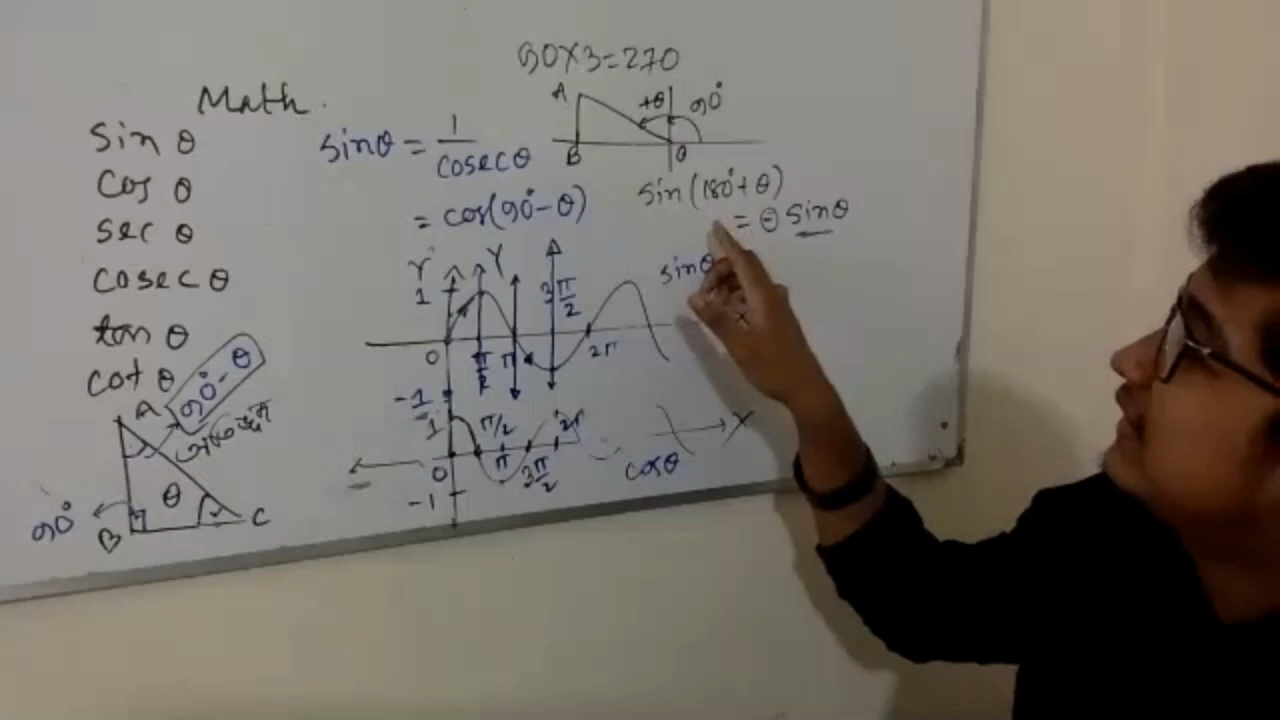 Math.
sin θ
cos θ
sec θ
cosec θ
tan θ
cot θ
A
90° - θ
90°
θ
B
C
90×3=270
A
+θ
90°
B
θ
sinθ = 1/cosecθ
= cos(90° - θ)
sin(180° + θ)
= ⊖ sinθ
Y
Y
1
0
π/2
π
3π/2
2π
-1
sinθ
x
1
0
π/2
π
3π/2
2π
-1
cosθ
X